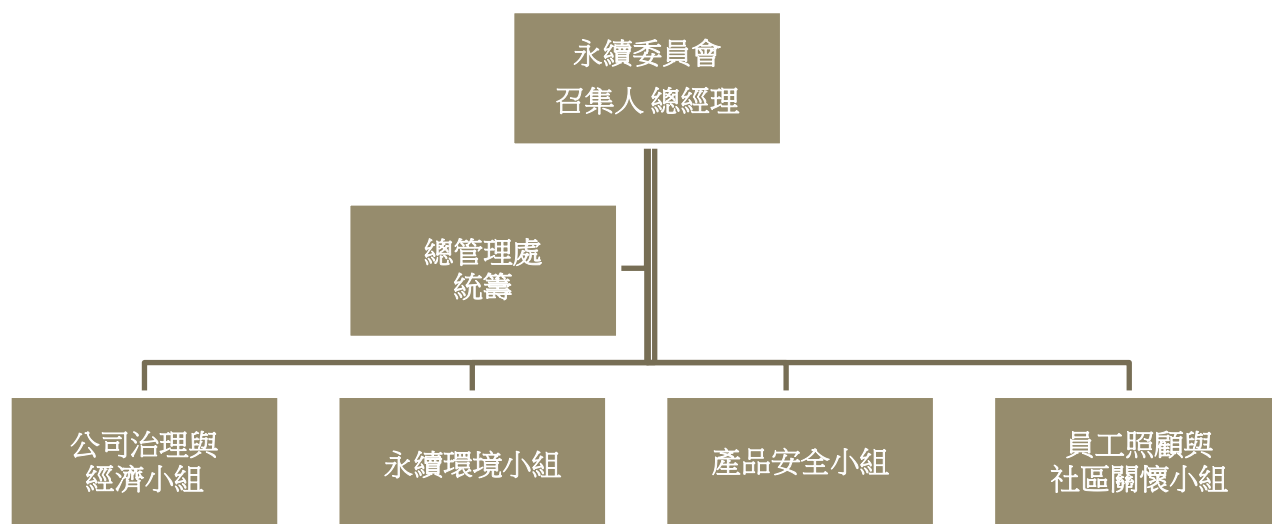 永續委員會
召集人 總經理
總管理處
統籌
公司治理與
經濟小組
永續環境小組
產品安全小組
員工照顧與
社區關懷小組